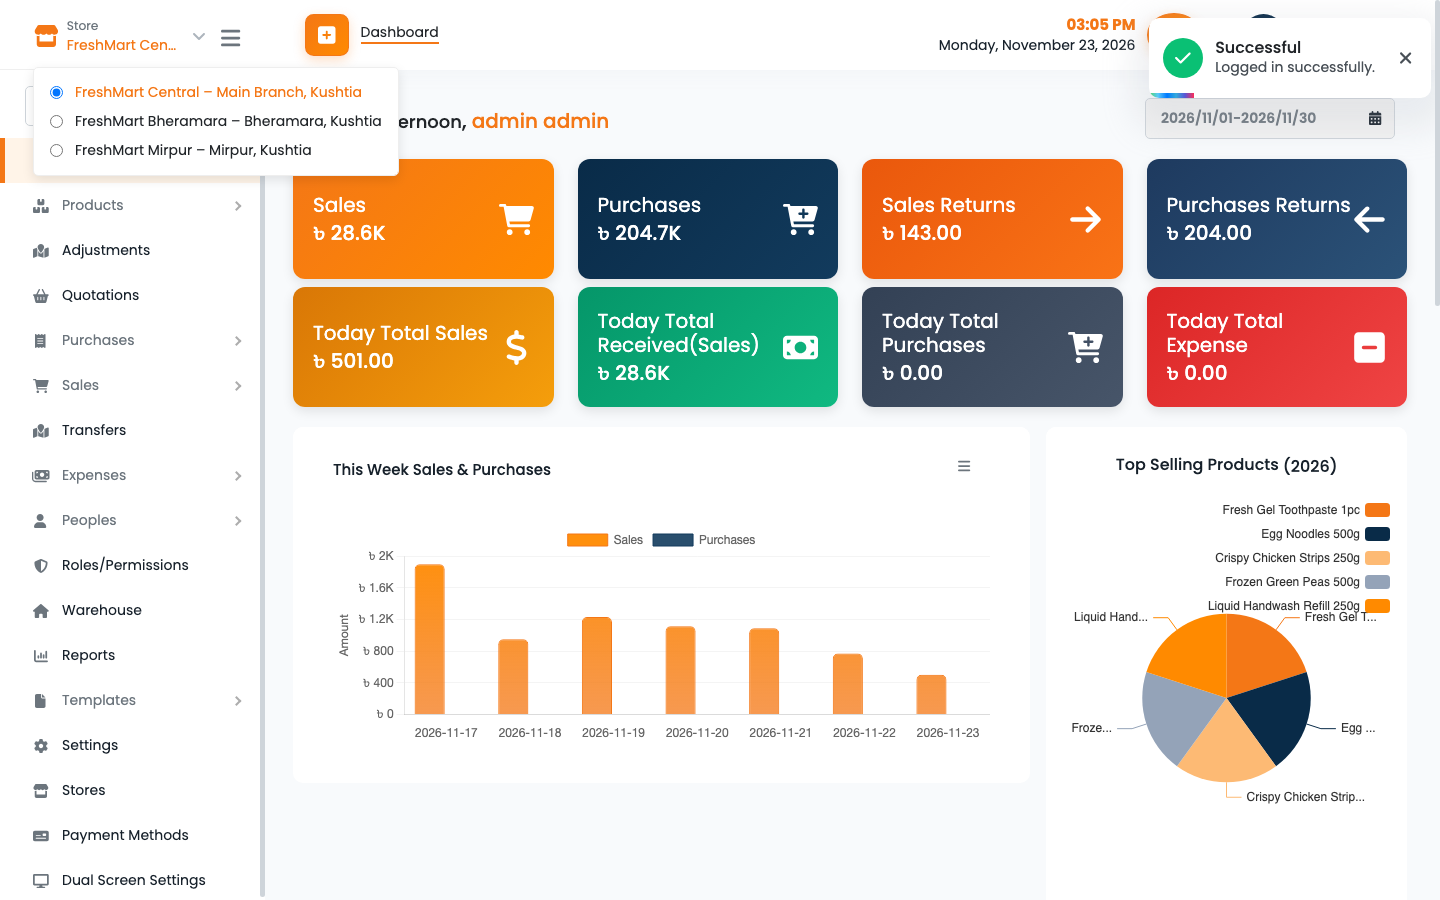 Store
FreshMart Cen...
Dashboard
03:05 PM
Monday, November 23, 2026
Successful
Logged in successfully.
FreshMart Central – Main Branch, Kushtia
FreshMart Bheramara – Bheramara, Kushtia
FreshMart Mirpur – Mirpur, Kushtia
ernoon, admin admin
2026/11/01-2026/11/30
Products
Adjustments
Quotations
Purchases
Sales
Transfers
Expenses
Peoples
Roles/Permissions
Warehouse
Reports
Templates
Settings
Stores
Payment Methods
Dual Screen Settings
Sales
৳ 28.6K
Purchases
৳ 204.7K
Sales Returns
৳ 143.00
Purchases Returns
৳ 204.00
Today Total Sales
৳ 501.00
Today Total
Received(Sales)
৳ 28.6K
Today Total
Purchases
৳ 0.00
Today Total
Expense
৳ 0.00
This Week Sales & Purchases
Sales
Purchases
Amount
৳ 2K
৳ 1.6K
৳ 1.2K
৳ 800
৳ 400
৳ 0
2026-11-17
2026-11-18
2026-11-19
2026-11-20
2026-11-21
2026-11-22
2026-11-23
Top Selling Products (2026)
Fresh Gel Toothpaste 1pc
Egg Noodles 500g
Crispy Chicken Strips 250g
Frozen Green Peas 500g
Liquid Handwash Refill 250g
Liquid Hand...
Fresh Gel T...
Froze...
Egg ...
Crispy Chicken Strip...